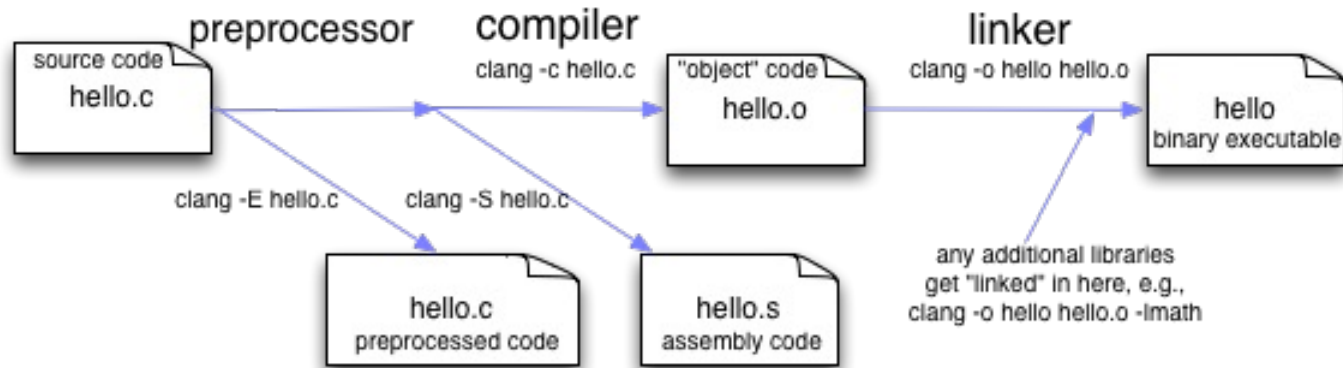 preprocessor
compiler
linker
source code
hello.c
clang -c hello.c
"object" code
hello.o
clang -o hello hello.o
hello
binary executable
clang -E hello.c
clang -S hello.c
hello.c
preprocessed code
hello.s
assembly code
any additional libraries
get "linked" in here, e.g.,
clang -o hello hello.o -lmath